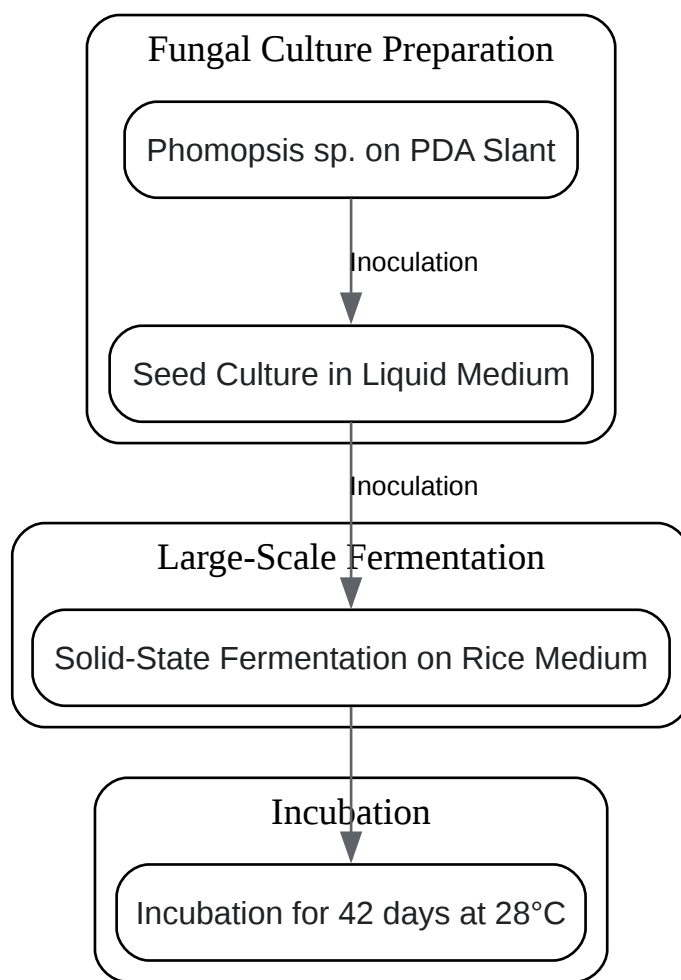 Fungal Culture Preparation
Phomopsis sp. on PDA Slant
Inoculation
Seed Culture in Liquid Medium
Inoculation
Large-Scale Fermentation
Solid-State Fermentation on Rice Medium
Incubation
Incubation for 42 days at 28°C